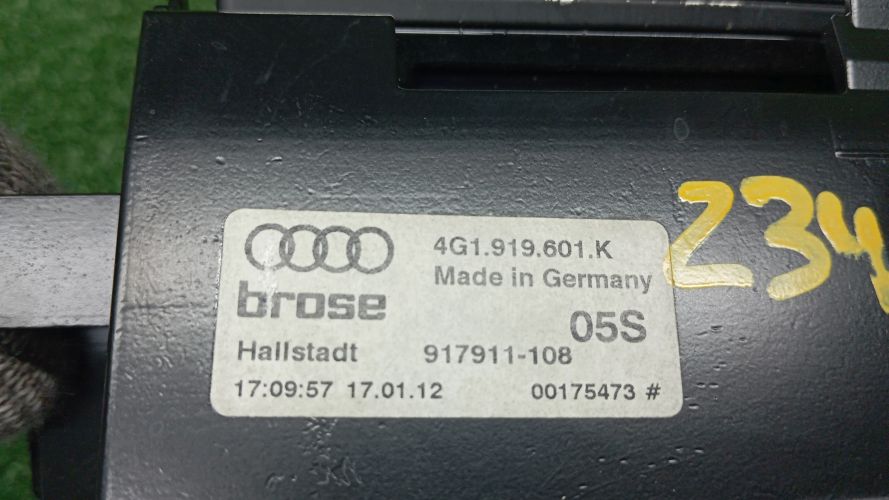 4G1.919.601.K
Made in Germany
brose
05S
Hallstadt 917911-108
17:09:57 17.01.12 00175473 #
234